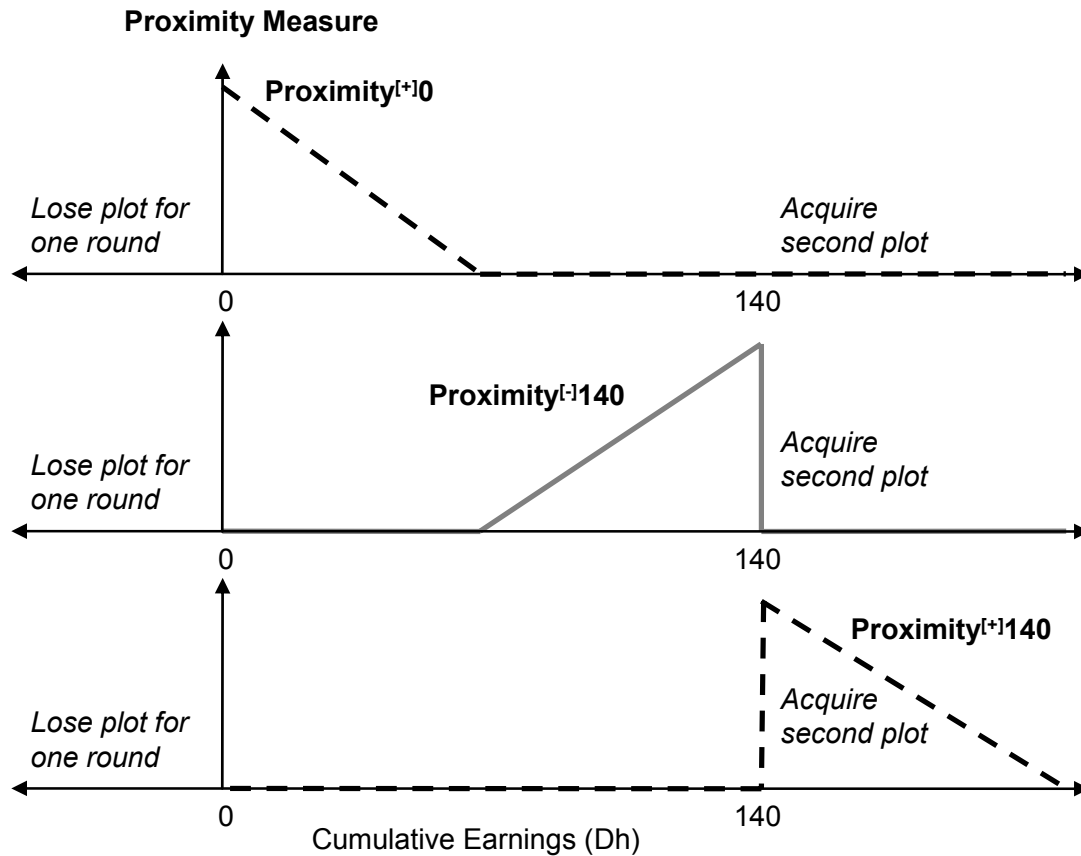 Proximity Measure
Proximity[+]0
Lose plot for
one round
Acquire
second plot
0
140
Proximity[-]140
Lose plot for
one round
Acquire
second plot
0
140
Proximity[+]140
Lose plot for
one round
Acquire
second plot
0
140
Cumulative Earnings (Dh)